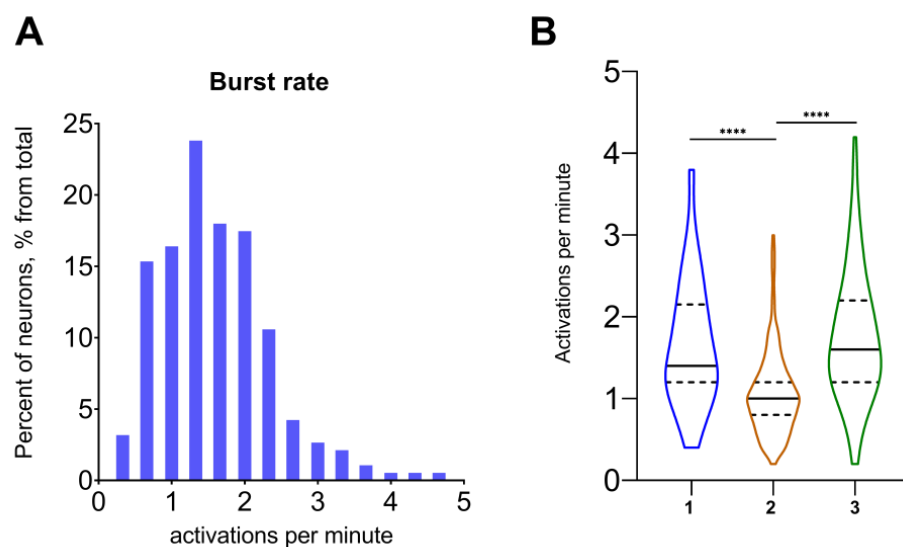 A
Burst rate
Percent of neurons, % from total
25
20
15
10
5
0
0 1 2 3 4 5
activations per minute
B
Activations per minute
5
4
3
2
1
0
**** ****
1 2 3